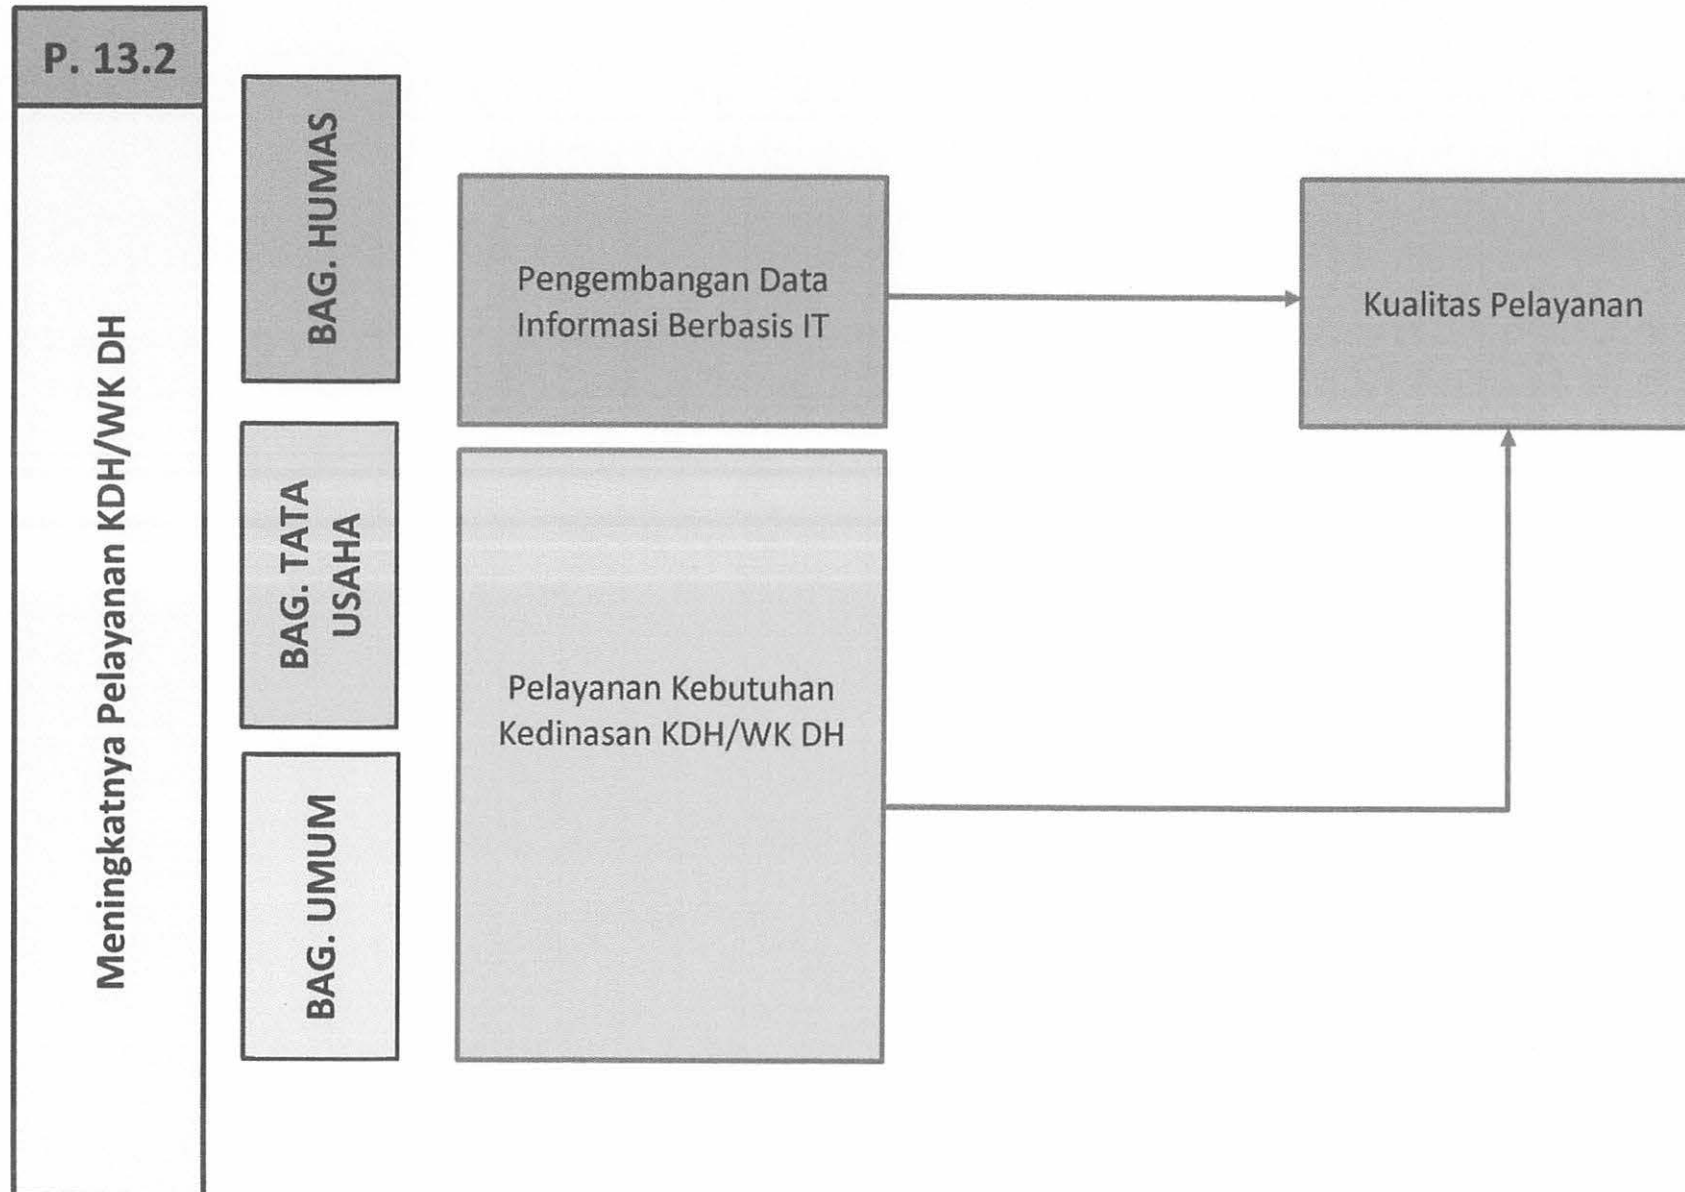 P. 13.2
Meningkatnya Pelayanan KDH/WK DH
BAG. HUMAS
BAG. TATA
USAHA
BAG. UMUM
Pengembangan Data
Informasi Berbasis IT
Pelayanan Kebutuhan
Kedinasan KDH/WK DH
Kualitas Pelayanan